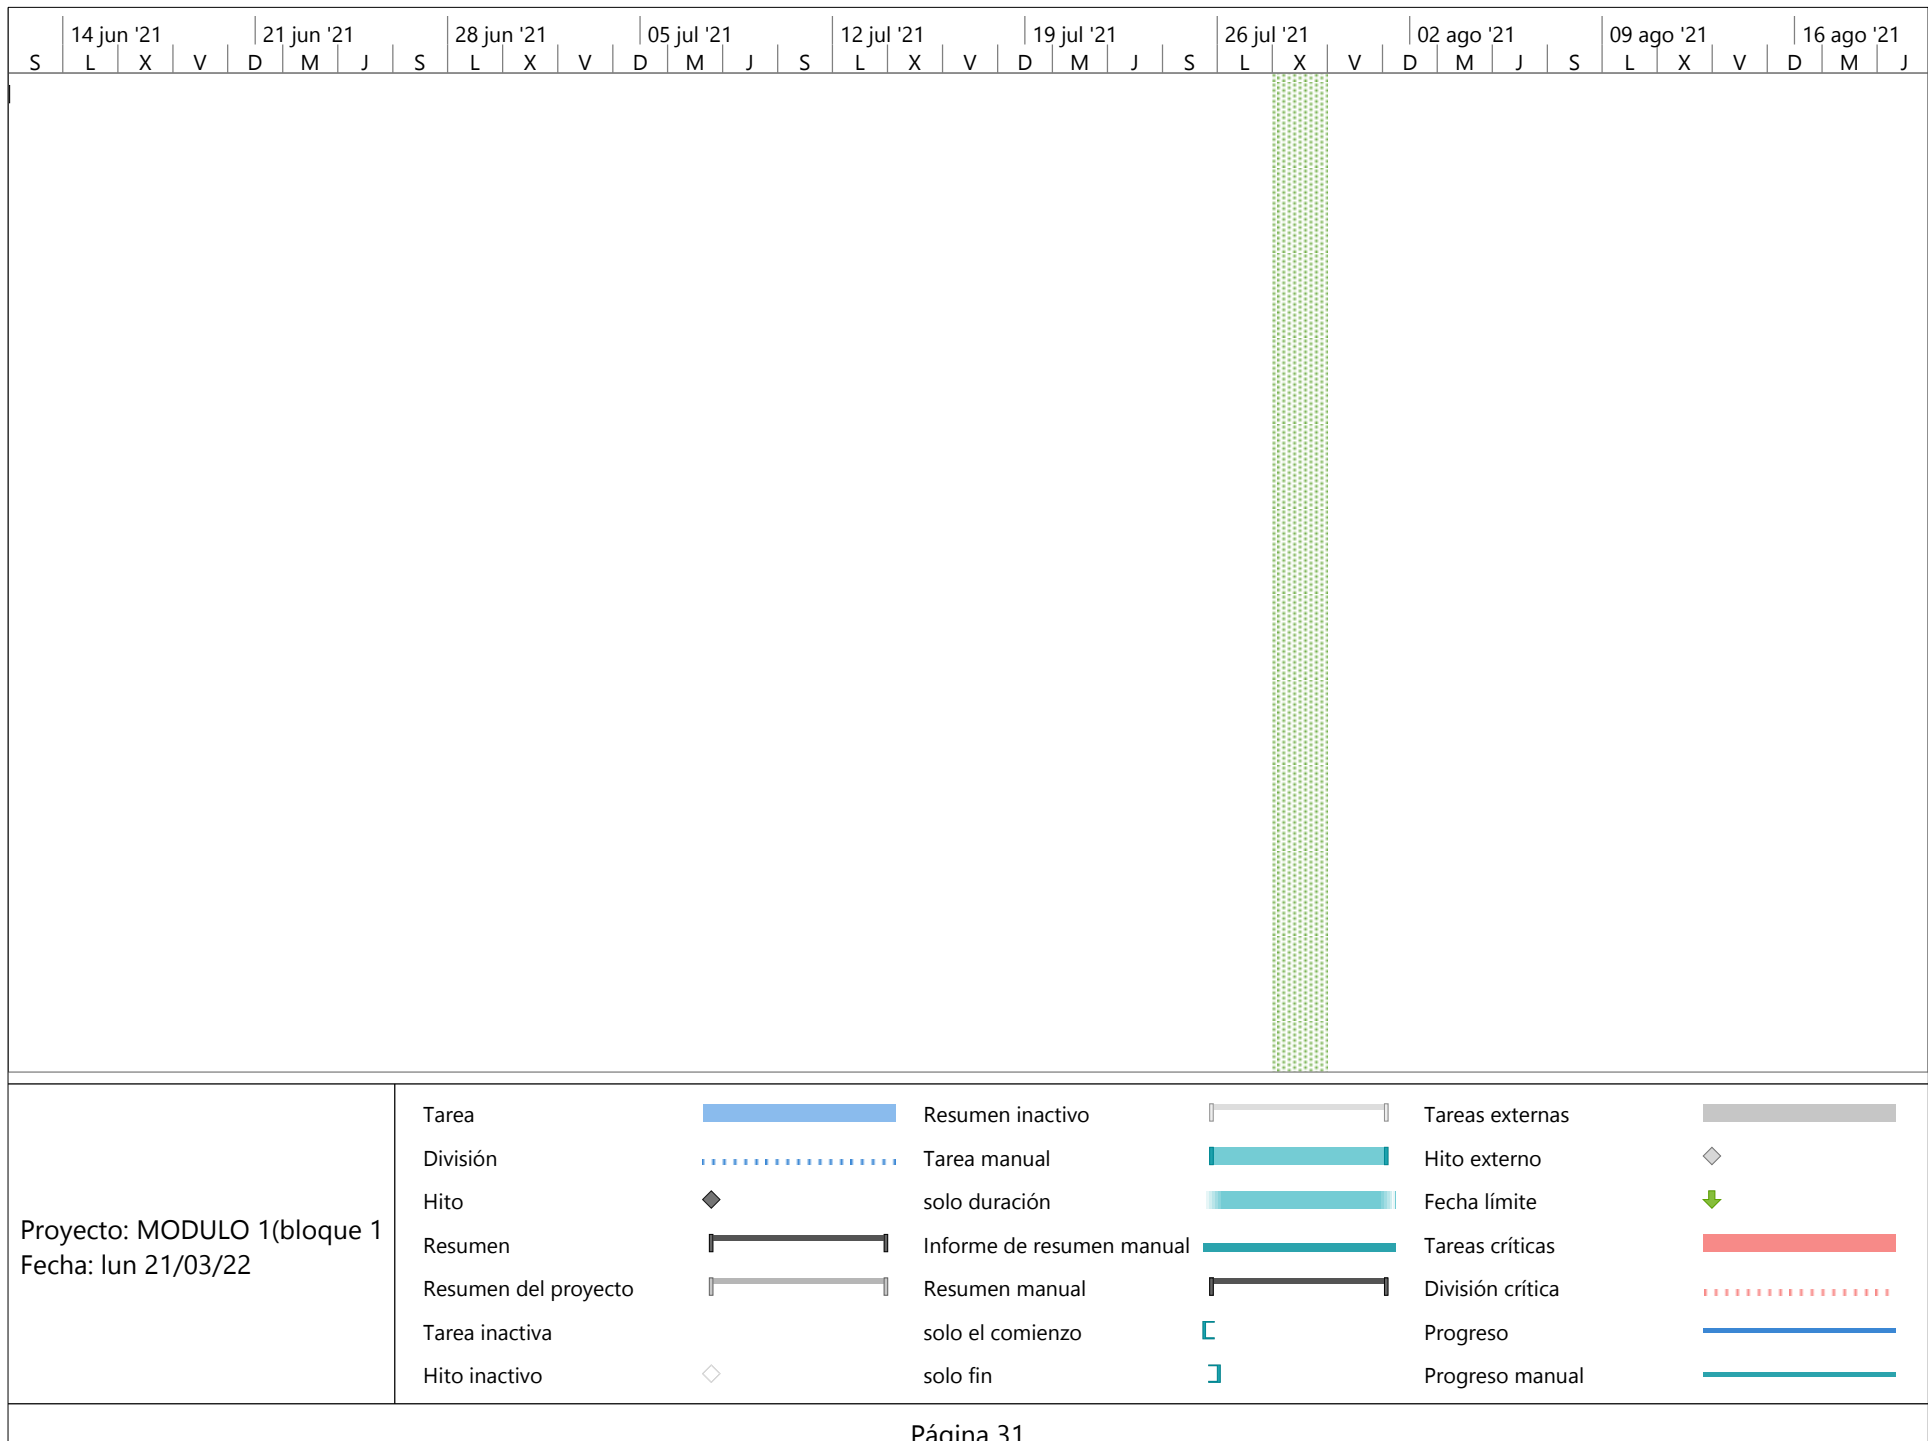 14 jun '21 21 jun '21 28 jun '21 05 jul '21 12 jul '21 19 jul '21 26 jul '21 02 ago '21 09 ago '21 16 ago '21
S L X V D M J S L X V D M J S L X V D M J S L X V D M J S L X V D M J
Tarea
División
Hito
Resumen
Resumen del proyecto
Tarea inactiva
Hito inactivo
Resumen inactivo
Tarea manual
solo duración
Informe de resumen manual
Resumen manual
solo el comienzo
solo fin
Tareas externas
Hito externo
Fecha límite
Tareas críticas
División crítica
Progreso
Progreso manual
Proyecto: MODULO 1(bloque 1
Fecha: lun 21/03/22
Página 31